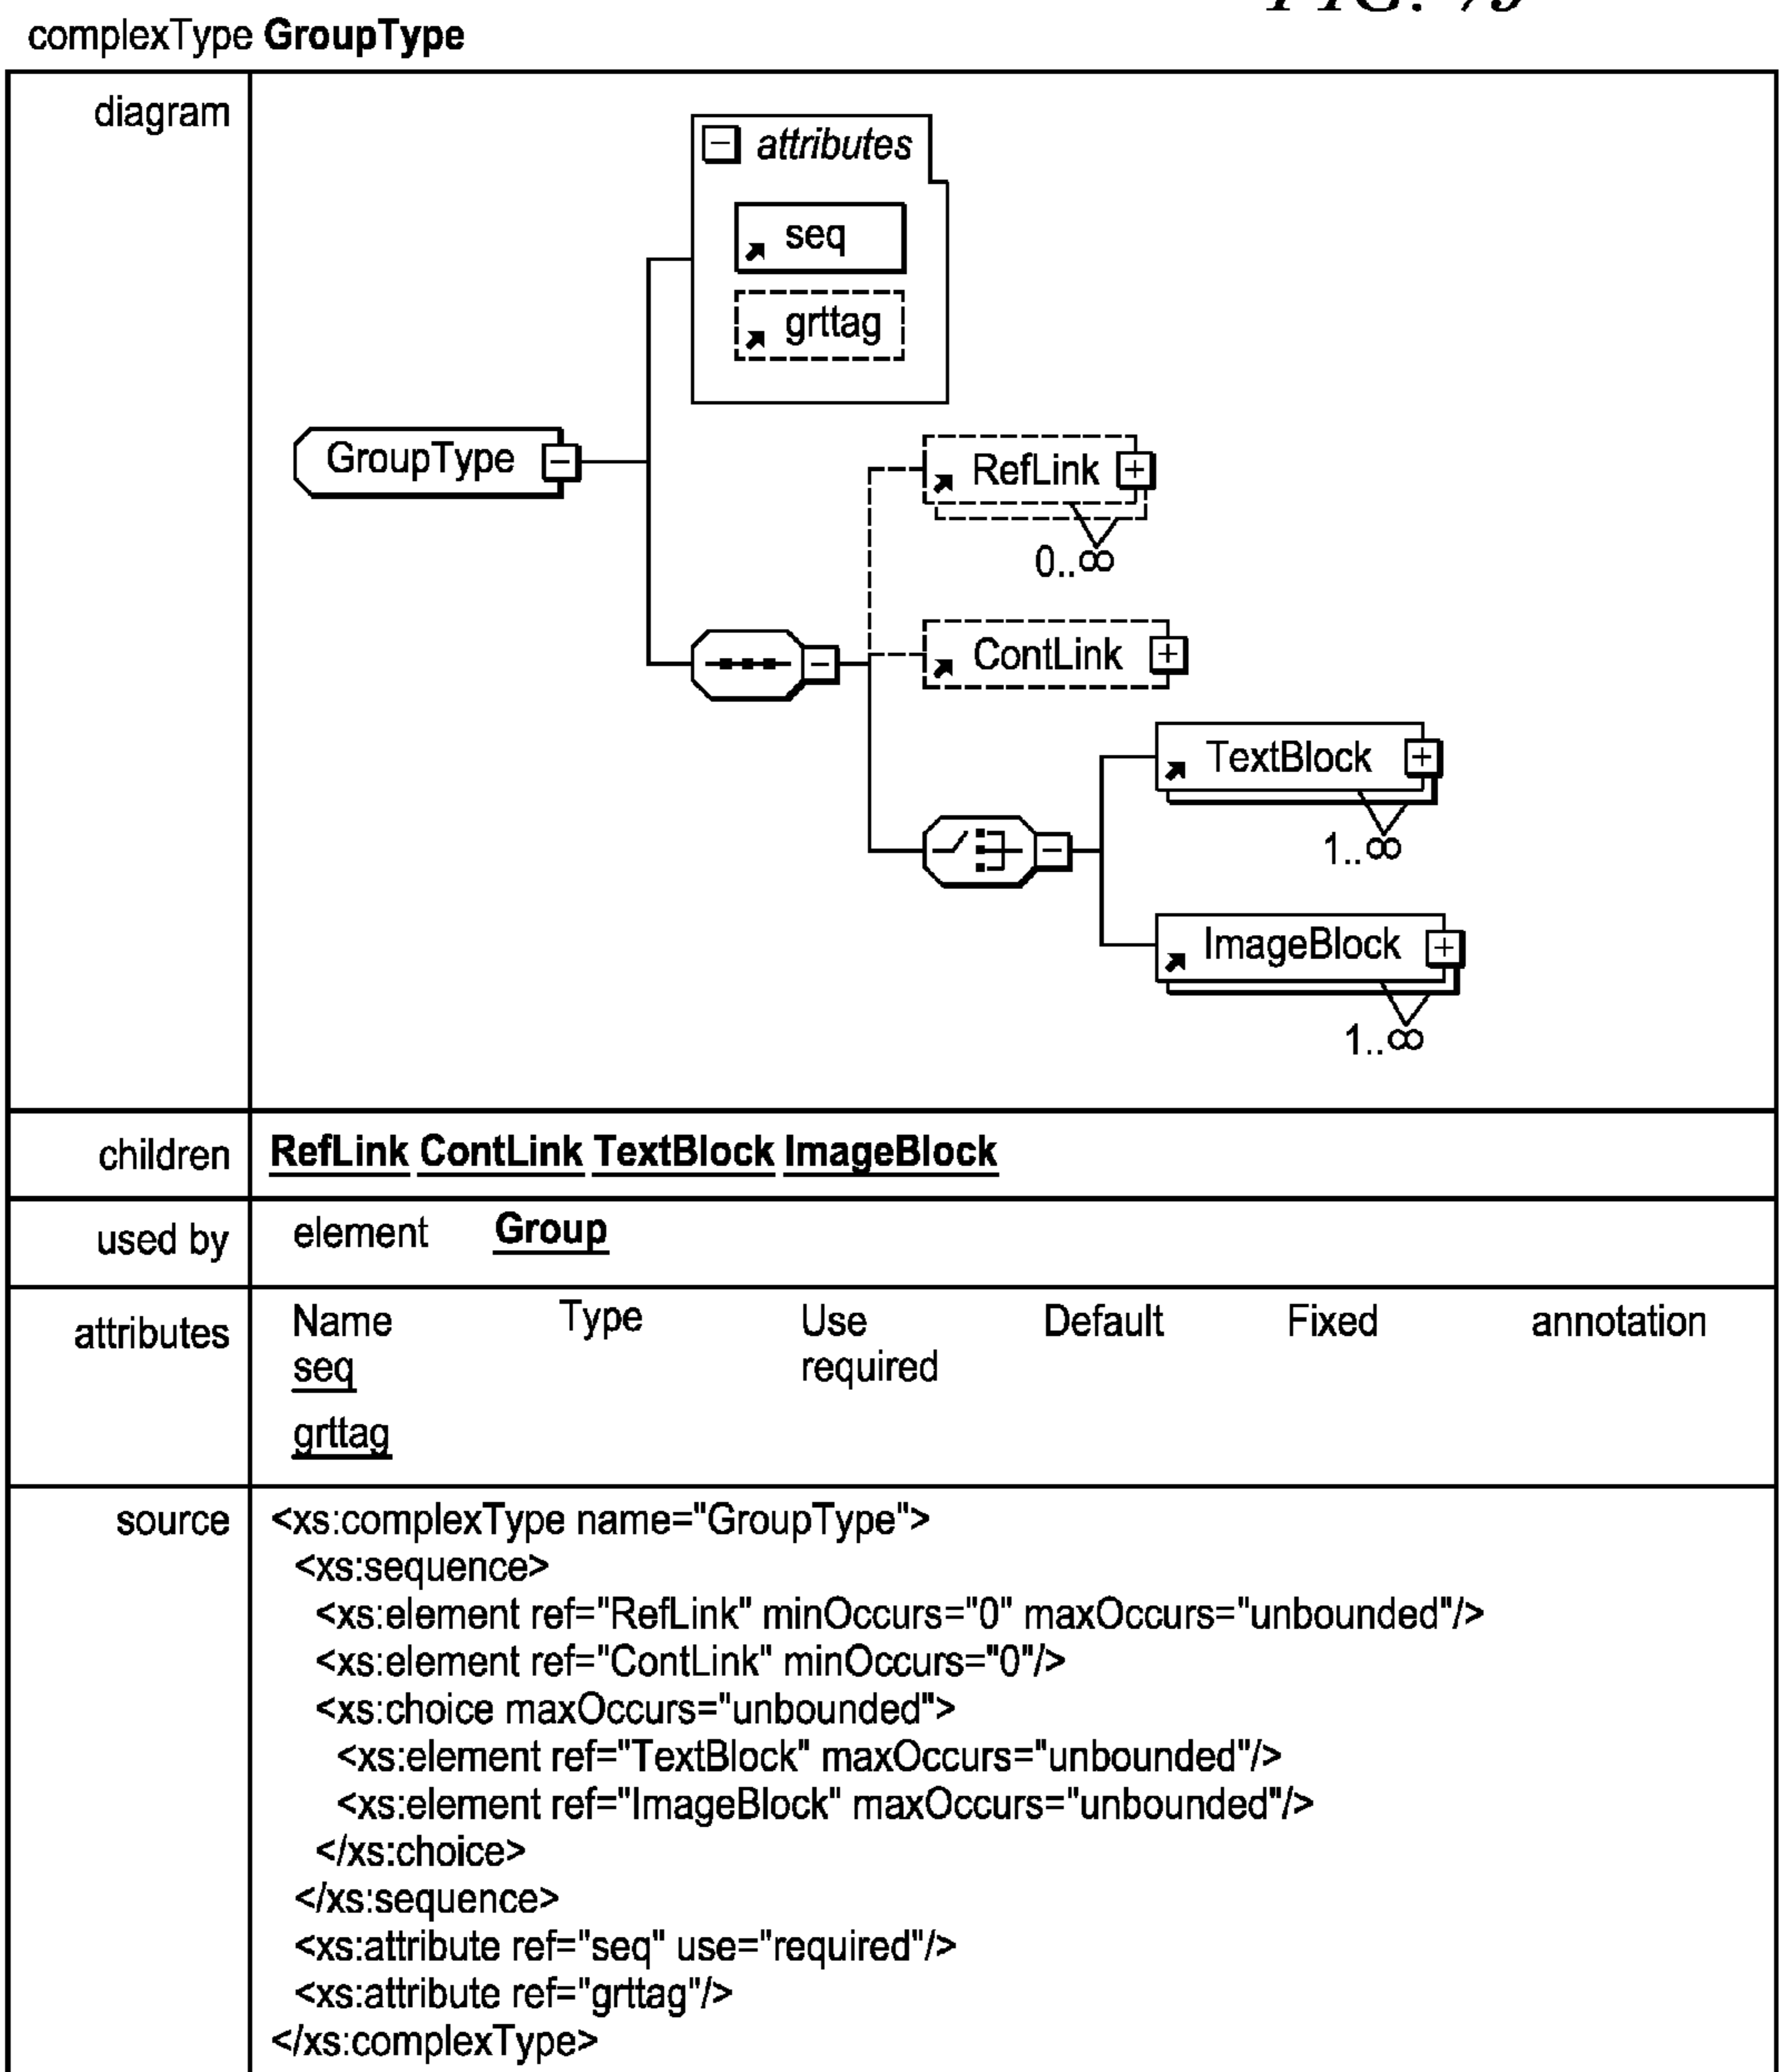 complexType GroupType
diagram
attributes
seq
grttag
GroupType
RefLink
0..∞
ContLink
TextBlock
1..∞
ImageBlock
1..∞
children RefLink ContLink TextBlock ImageBlock
used by element Group
attributes Name Type Use Default Fixed annotation
seq required
grttag
source <xs:complexType name="GroupType">
<xs:sequence>
<xs:element ref="RefLink" minOccurs="0" maxOccurs="unbounded"/>
<xs:element ref="ContLink" minOccurs="0"/>
<xs:choice maxOccurs="unbounded">
<xs:element ref="TextBlock" maxOccurs="unbounded"/>
<xs:element ref="ImageBlock" maxOccurs="unbounded"/>
</xs:choice>
</xs:sequence>
<xs:attribute ref="seq" use="required"/>
<xs:attribute ref="grttag"/>
</xs:complexType>